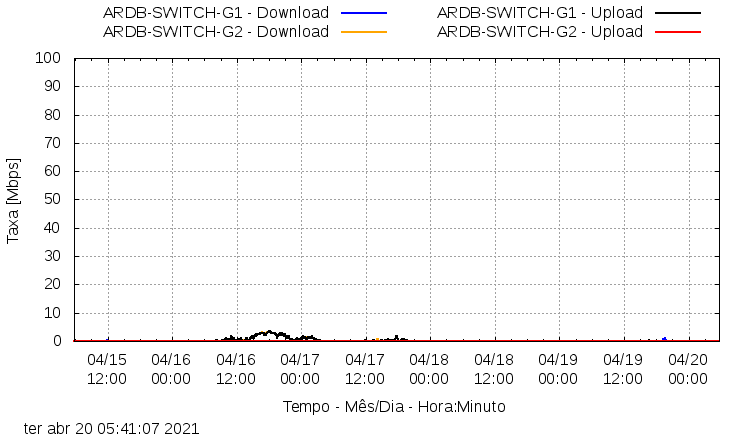 ARDB-SWITCH-G1 - Download
ARDB-SWITCH-G1 - Upload
ARDB-SWITCH-G2 - Download
ARDB-SWITCH-G2 - Upload
Taxa [Mbps]
100
90
80
70
60
50
40
30
20
10
0
04/15 04/16 04/16 04/17 04/17 04/18 04/18 04/19 04/19 04/20
12:00 00:00 12:00 00:00 12:00 00:00 12:00 00:00 12:00 00:00
Tempo - Mês/Dia - Hora:Minuto
ter abr 20 05:41:07 2021